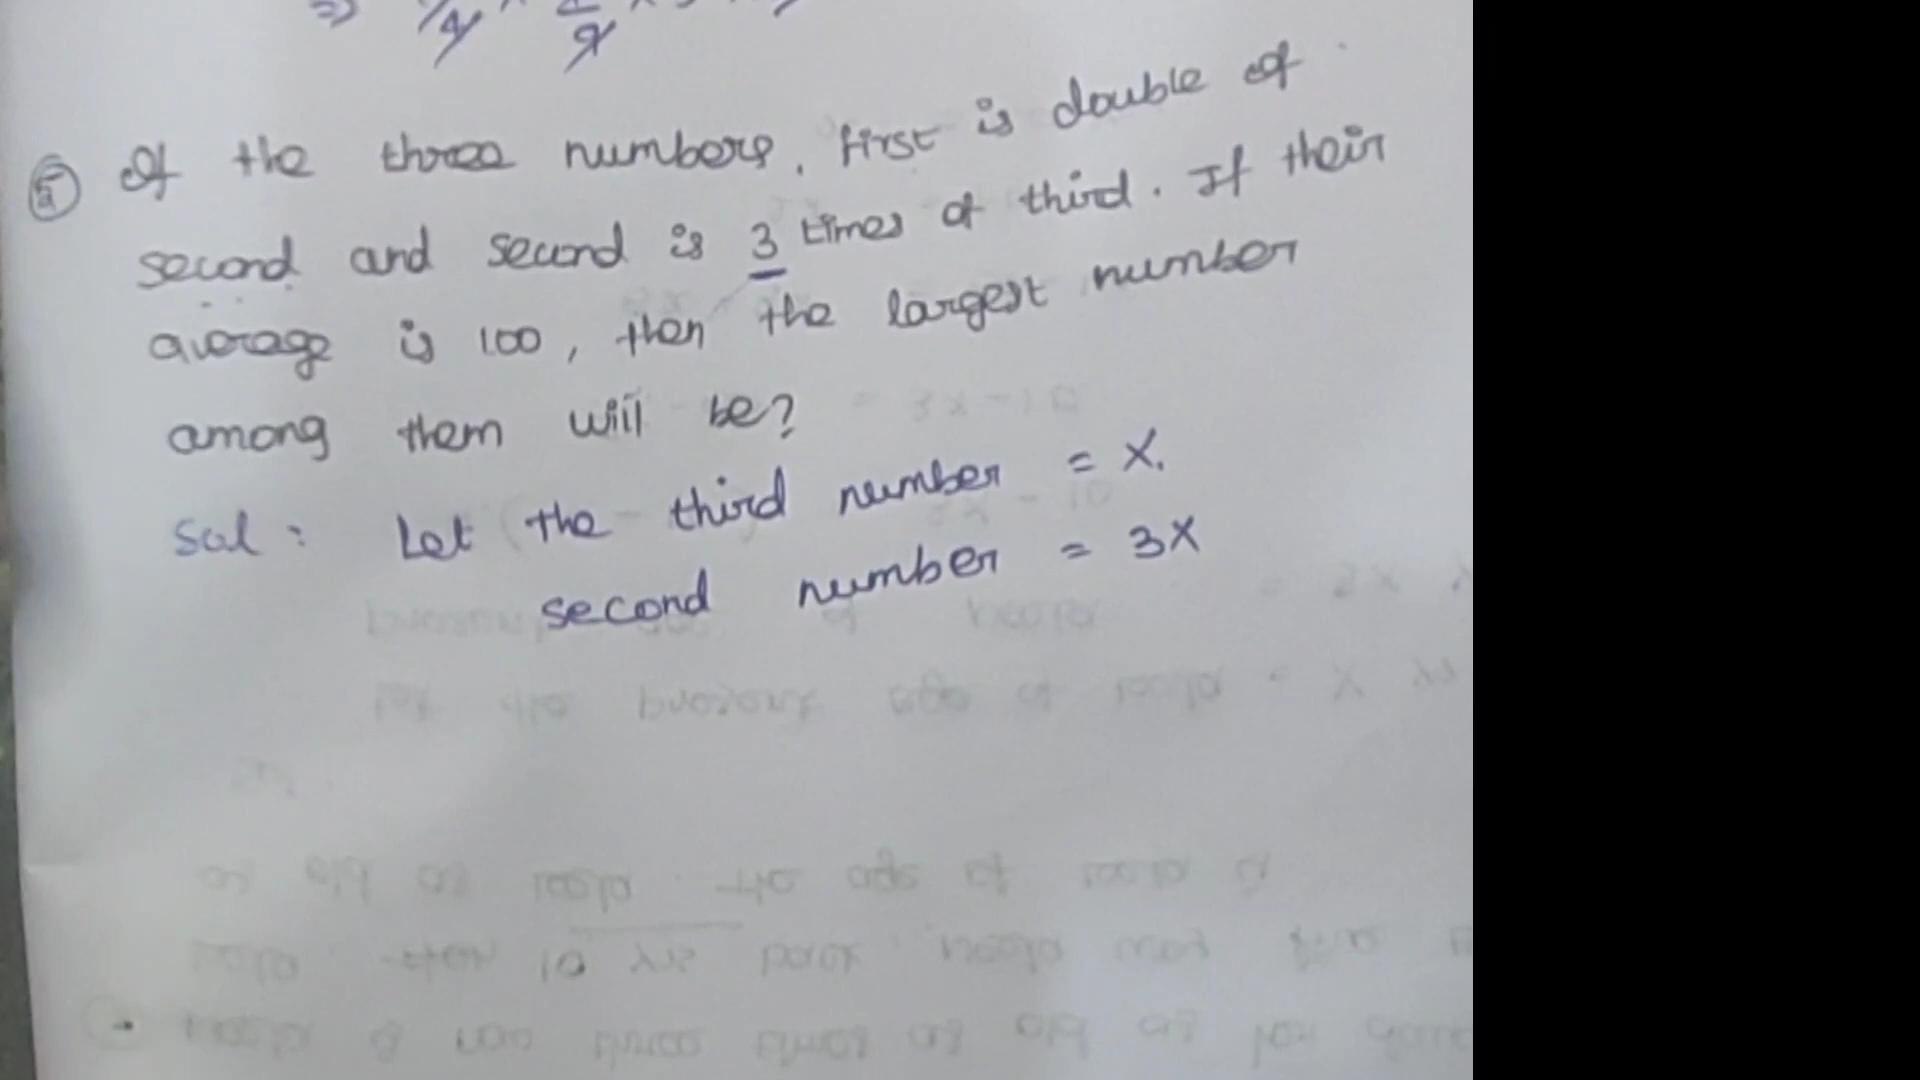 ⑤ Of the three numbers, first is double of
second and second is 3 times of third. If their
average is 100, then the largest number
among them will be?
Sol: Let the third number = x.
second number = 3x